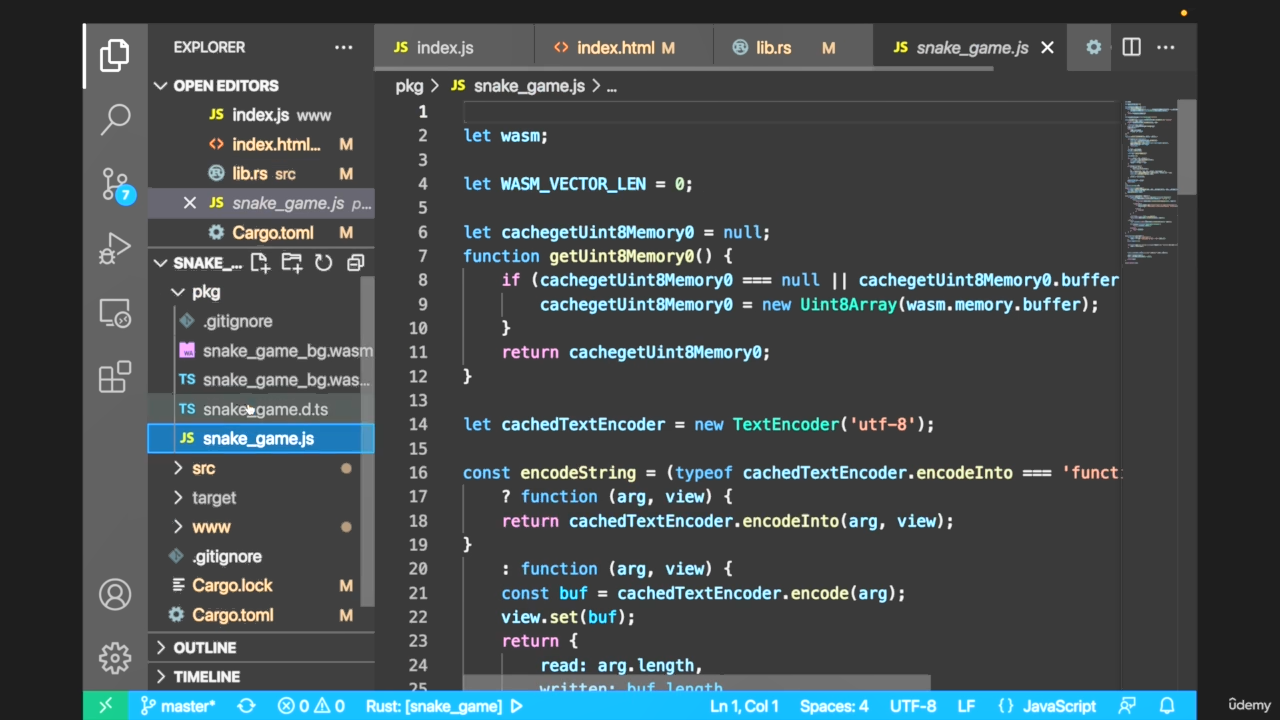 EXPLORER
OPEN EDITORS
JS index.js www
<> index.html... M
lib.rs src M
JS snake_game.js p...
Cargo.toml M
7
SNAKE_...
pkg
.gitignore
WA snake_game_bg.wasm
TS snake_game_bg.was...
TS snake_game.d.ts
JS snake_game.js
src
target
www
.gitignore
Cargo.lock M
Cargo.toml M
OUTLINE
TIMELINE
JS index.js
<> index.html M
lib.rs M
JS snake_game.js
pkg > JS snake_game.js > ...
1
2 let wasm;
3
4 let WASM_VECTOR_LEN = 0;
5
6 let cachegetUint8Memory0 = null;
7 function getUint8Memory0() {
8 if (cachegetUint8Memory0 === null || cachegetUint8Memory0.buffer
9 cachegetUint8Memory0 = new Uint8Array(wasm.memory.buffer);
10 }
11 return cachegetUint8Memory0;
12 }
13
14 let cachedTextEncoder = new TextEncoder('utf-8');
15
16 const encodeString = (typeof cachedTextEncoder.encodeInto === 'funct
17 ? function (arg, view) {
18 return cachedTextEncoder.encodeInto(arg, view);
19 }
20 : function (arg, view) {
21 const buf = cachedTextEncoder.encode(arg);
22 view.set(buf);
23 return {
24 read: arg.length,
25 written: buf.length
master* 0 0 Rust: [snake_game] Ln 1, Col 1 Spaces: 4 UTF-8 LF {} JavaScript
ûdemy